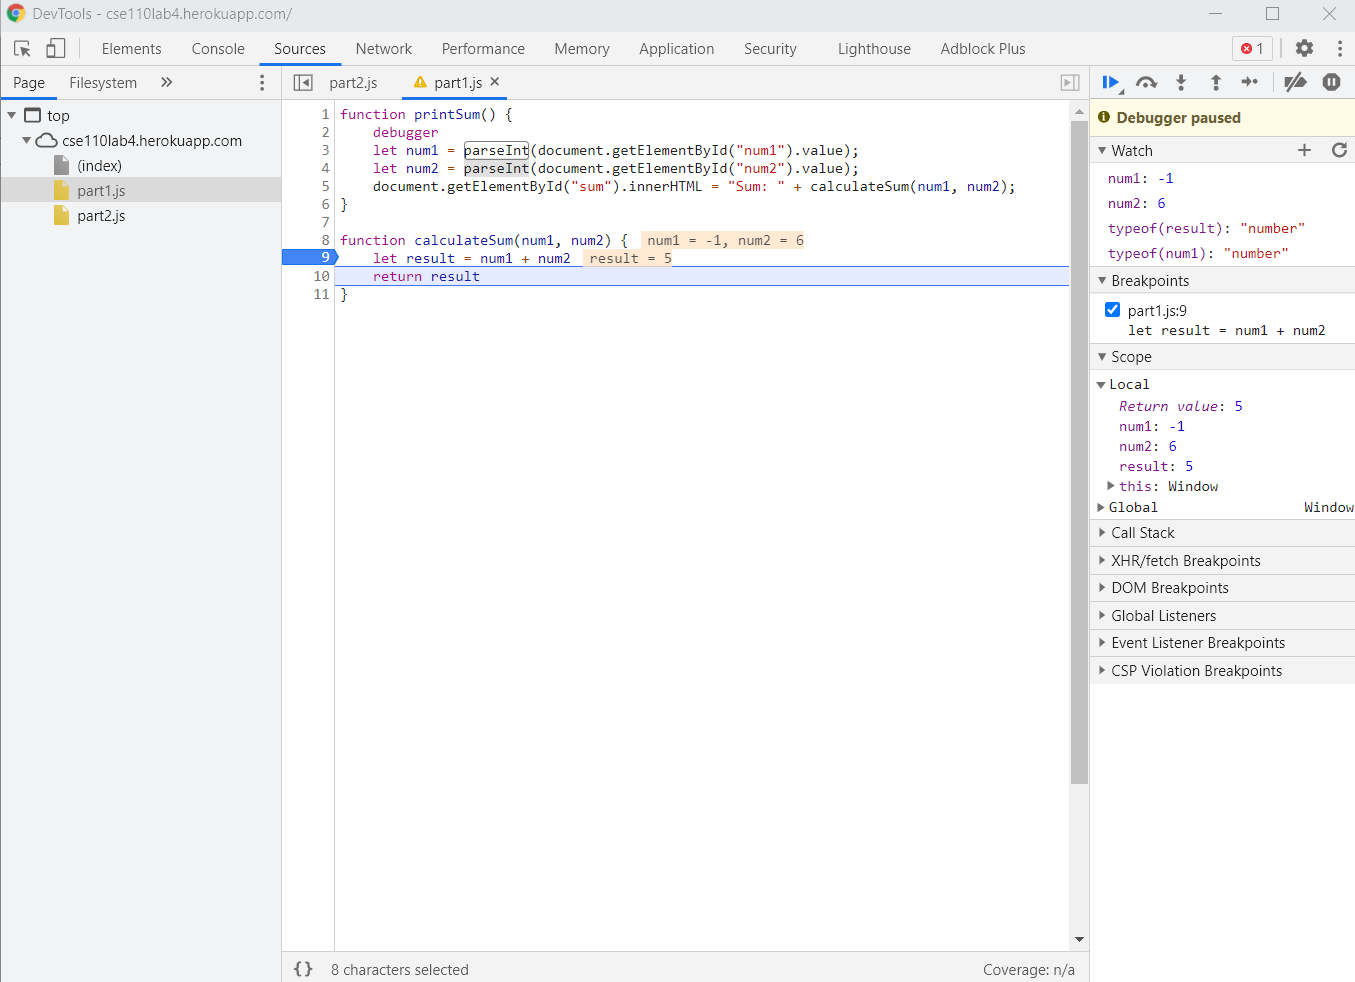 DevTools - cse110lab4.herokuapp.com/
Elements Console Sources Network Performance Memory Application Security Lighthouse Adblock Plus 1
Page Filesystem
top
cse110lab4.herokuapp.com
(index)
part1.js
part2.js
part2.js part1.js
1 function printSum() {
2 debugger
3 let num1 = parseInt(document.getElementById("num1").value);
4 let num2 = parseInt(document.getElementById("num2").value);
5 document.getElementById("sum").innerHTML = "Sum: " + calculateSum(num1, num2);
6 }
7
8 function calculateSum(num1, num2) { num1 = -1, num2 = 6
9 let result = num1 + num2 result = 5
10 return result
11 }
{} 8 characters selected Coverage: n/a
Debugger paused
Watch
num1: -1
num2: 6
typeof(result): "number"
typeof(num1): "number"
Breakpoints
part1.js:9
let result = num1 + num2
Scope
Local
Return value: 5
num1: -1
num2: 6
result: 5
this: Window
Global Window
Call Stack
XHR/fetch Breakpoints
DOM Breakpoints
Global Listeners
Event Listener Breakpoints
CSP Violation Breakpoints